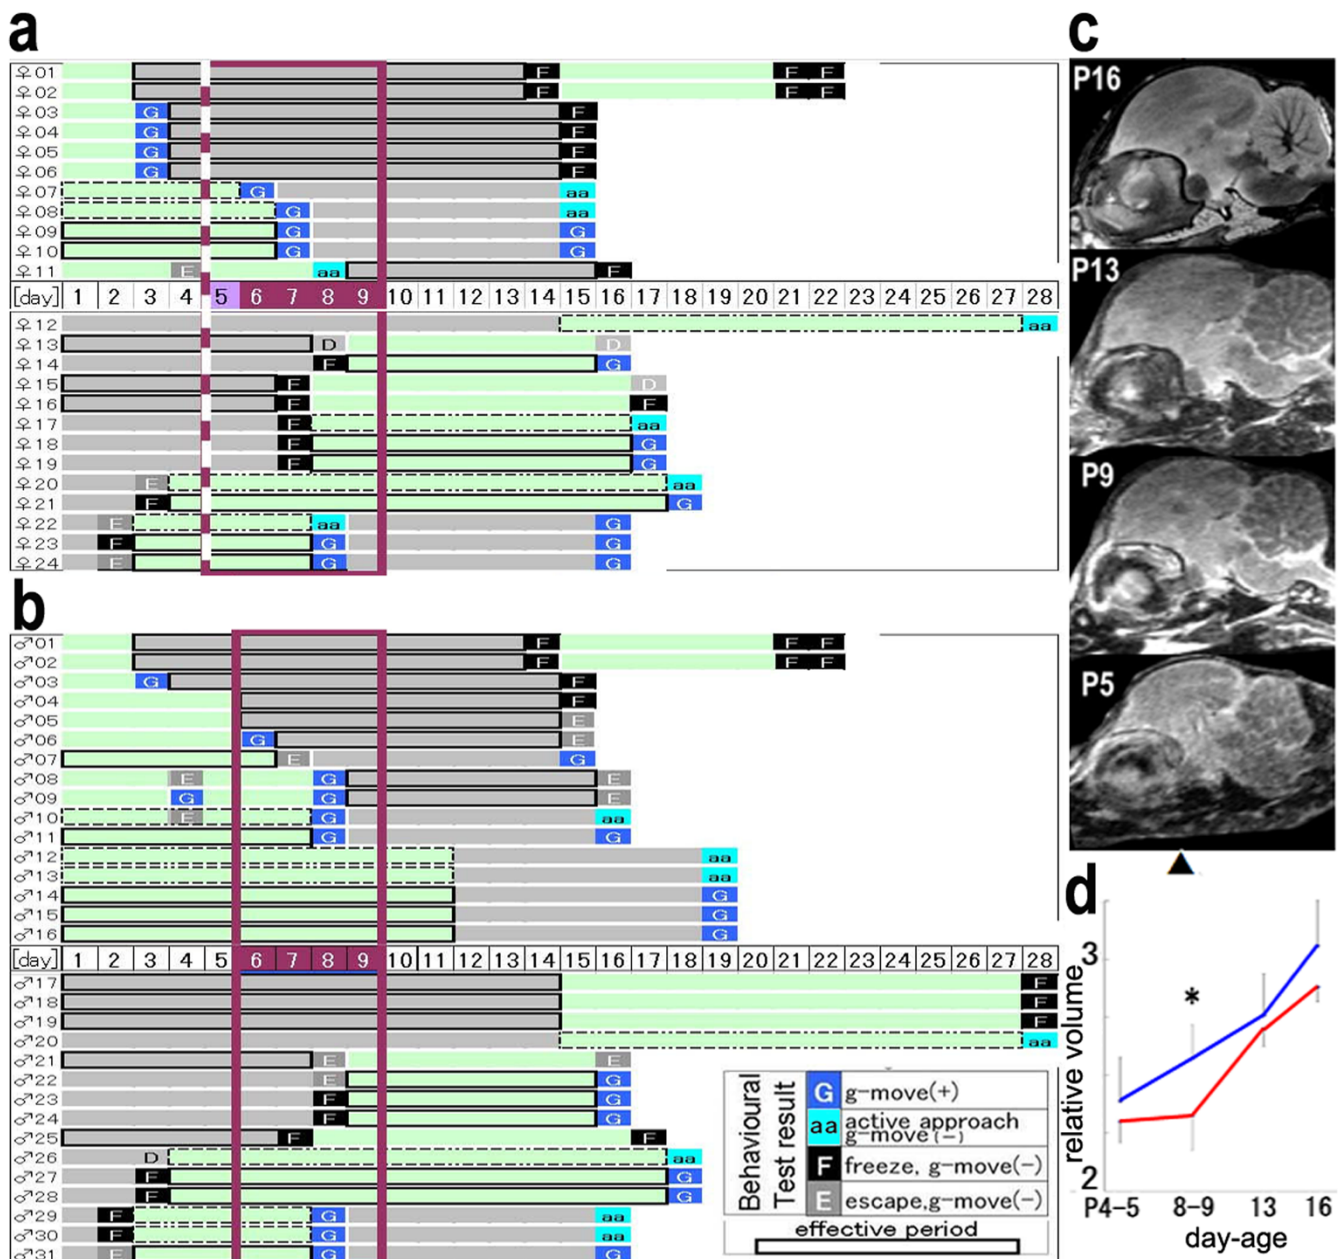 a
♀01 F F F
♀02 F F F
♀03 G F
♀04 G F
♀05 G F
♀06 G F
♀07 G aa
♀08 G aa
♀09 G G
♀10 G G
♀11 E aa F
[day] 1 2 3 4 5 6 7 8 9 10 11 12 13 14 15 16 17 18 19 20 21 22 23 24 25 26 27 28
♀12 aa
♀13 D D
♀14 F G
♀15 F D
♀16 F F
♀17 F aa
♀18 F G
♀19 F G
♀20 E aa
♀21 F G
♀22 E aa G
♀23 F G G
♀24 E G G
b
♂01 F F F
♂02 F F F
♂03 G F
♂04 F
♂05 E
♂06 G E
♂07 E G
♂08 E G E
♂09 G G E
♂10 E G aa
♂11 G G
♂12 aa
♂13 aa
♂14 G
♂15 G
♂16 G
[day] 1 2 3 4 5 6 7 8 9 10 11 12 13 14 15 16 17 18 19 20 21 22 23 24 25 26 27 28
♂17 F
♂18 F
♂19 F
♂20 aa
♂21 E E
♂22 E G
♂23 F G
♂24 F G
♂25 F F
♂26 D aa
♂27 F G
♂28 F G
♂29 F G aa
♂30 F G aa
♂31 E G G
Behavioural
Test result
G g-move(+)
aa active approach
g-move(-)
F freeze, g-move(-)
E escape,g-move(-)
effective period
c
P16
P13
P9
P5
d
relative volume
3
*
2
P4-5 8-9 13 16
day-age